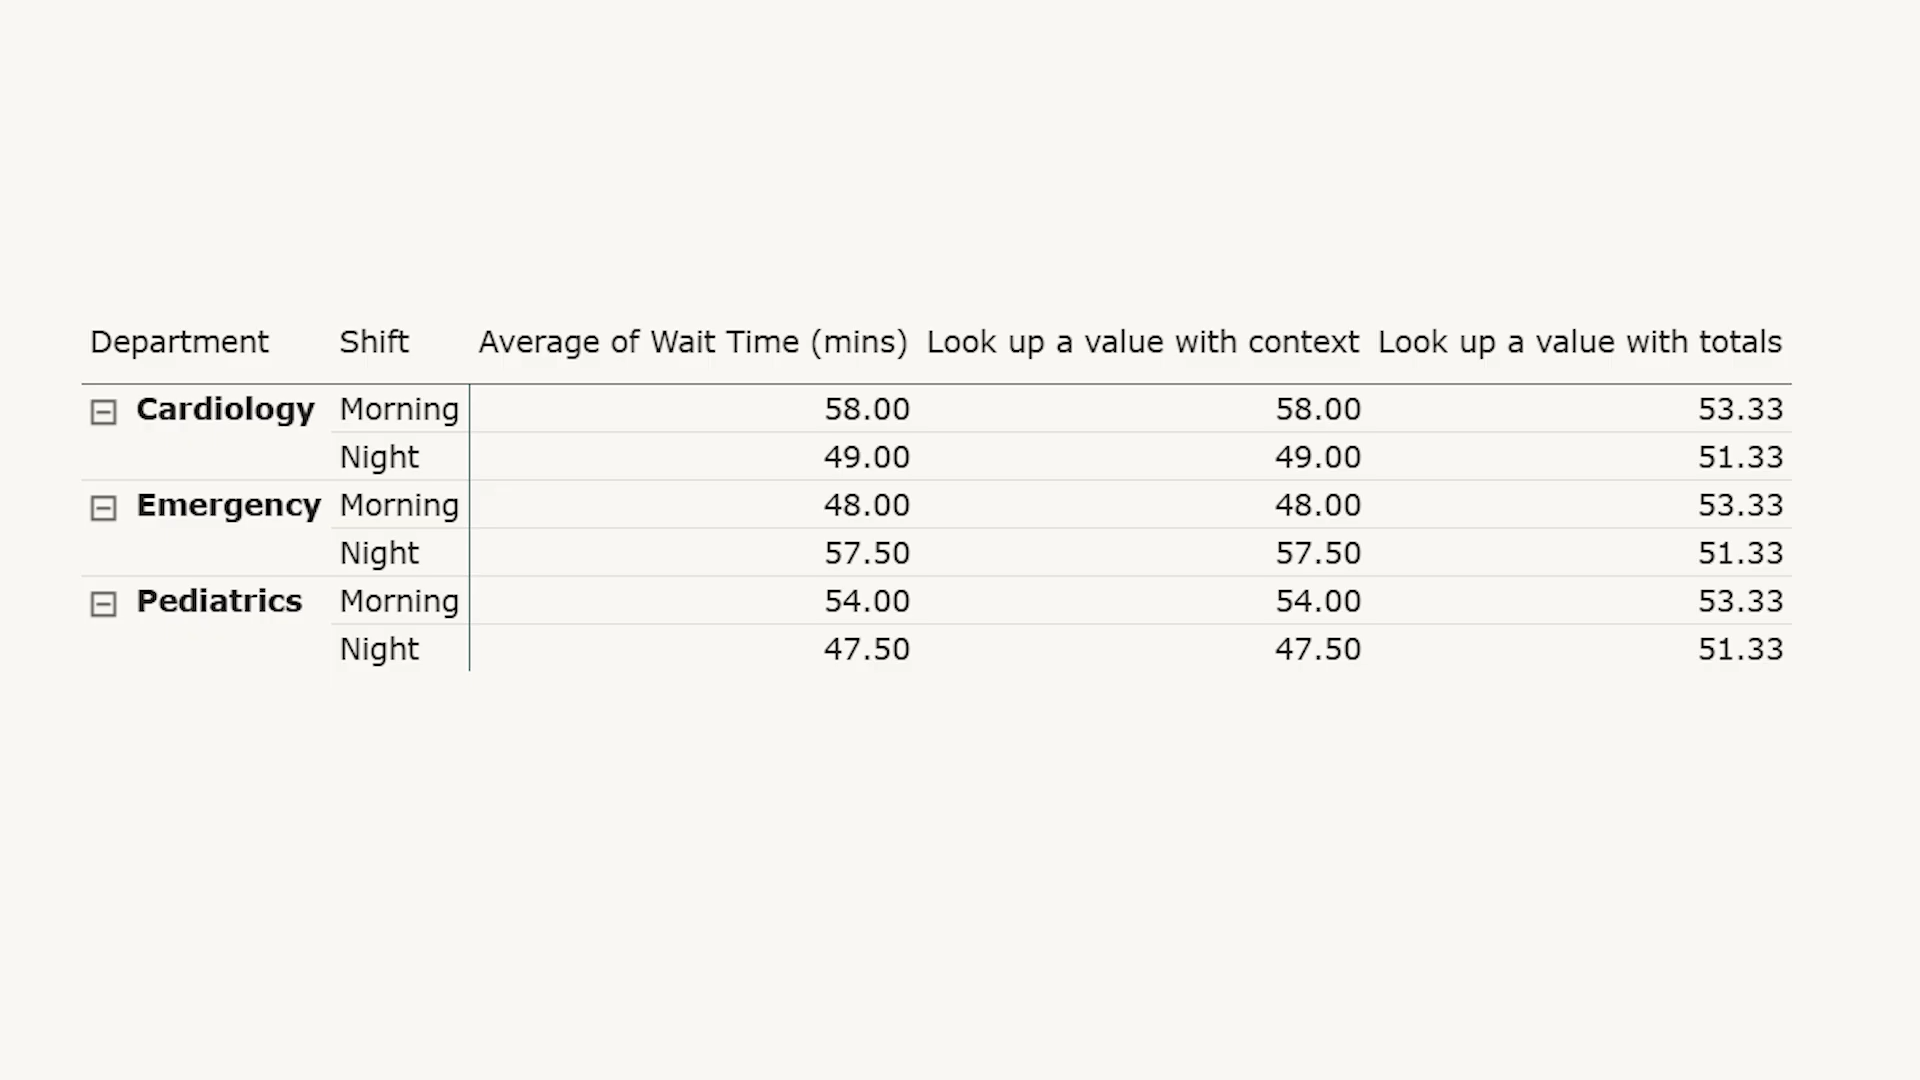 Department Shift Average of Wait Time (mins) Look up a value with context Look up a value with totals
Cardiology Morning 58.00 58.00 53.33
Night 49.00 49.00 51.33
Emergency Morning 48.00 48.00 53.33
Night 57.50 57.50 51.33
Pediatrics Morning 54.00 54.00 53.33
Night 47.50 47.50 51.33